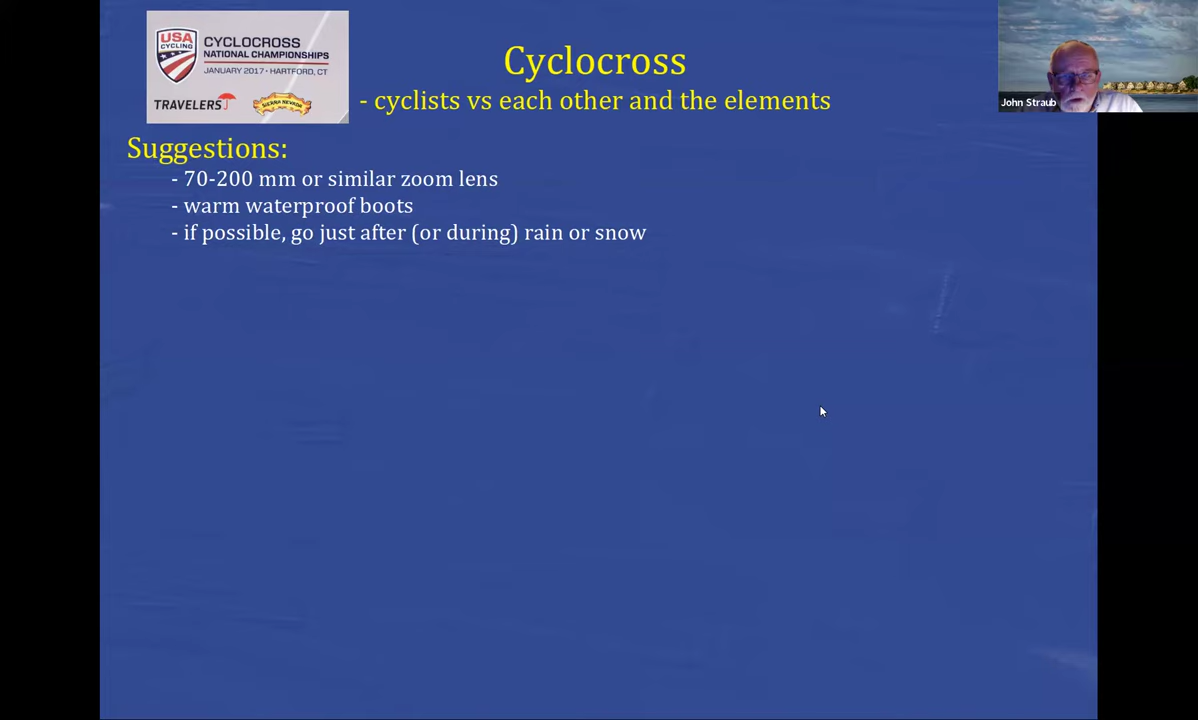 USA
CYCLING
CYCLOCROSS
NATIONAL CHAMPIONSHIPS
JANUARY 2017 • HARTFORD, CT
TRAVELERS
SIERRA NEVADA
Cyclocross
- cyclists vs each other and the elements
John Straub
Suggestions:
- 70-200 mm or similar zoom lens
- warm waterproof boots
- if possible, go just after (or during) rain or snow